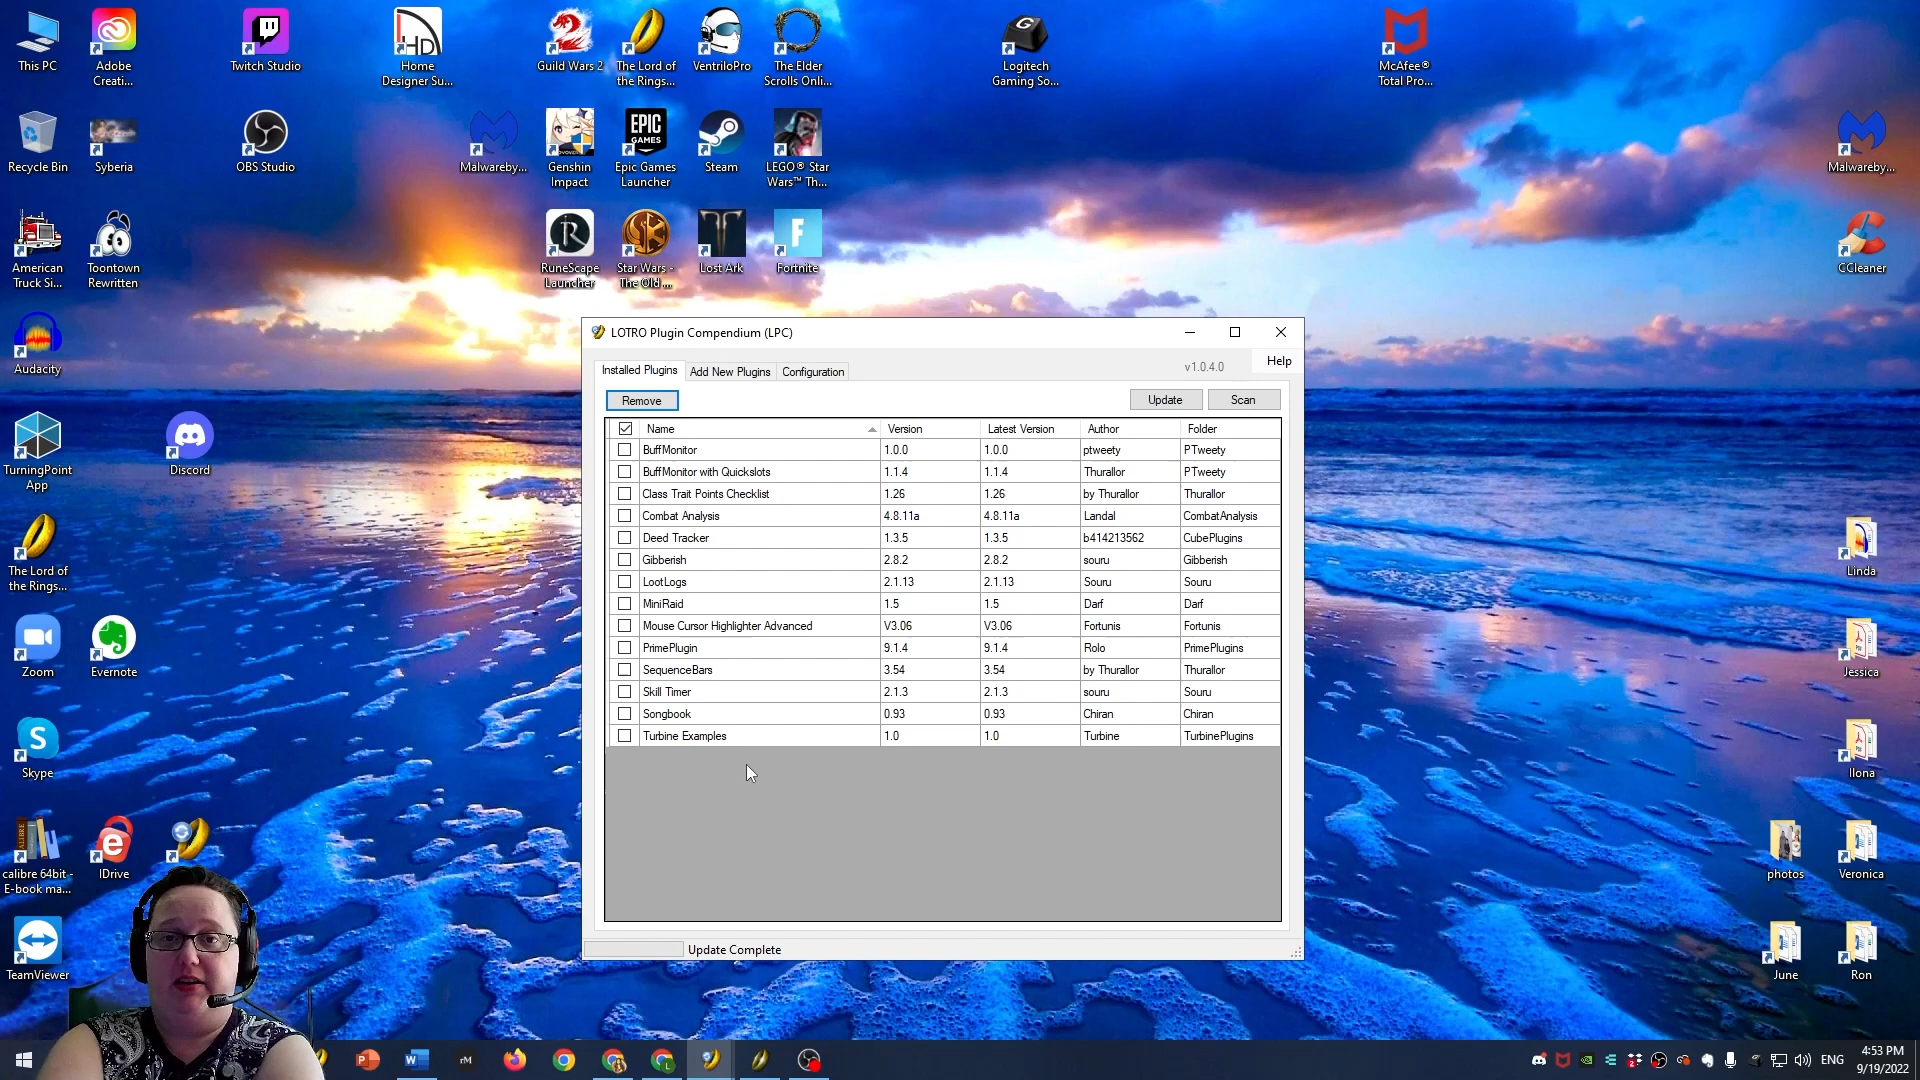 This PC
Adobe
Creati...
Twitch Studio
HD
Home
Designer Su...
Guild Wars 2
The Lord of
the Rings...
VentriloPro
The Elder
Scrolls Onli...
G
Logitech
Gaming So...
McAfee®
Total Pro...
Recycle Bin
Syberia
OBS Studio
Malwareby...
Genshin
Impact
EPIC
GAMES
Epic Games
Launcher
Steam
LEGO® Star
Wars™ Th...
Malwareby...
American
Truck Si...
Toontown
Rewritten
RuneScape
Launcher
Star Wars -
The Old ...
Lost Ark
F
Fortnite
CCleaner
Audacity
TurningPoint
App
Discord
The Lord of
the Rings...
Zoom
Evernote
S
Skype
CALIBRE
calibre 64bit -
E-book ma...
e
IDrive
TeamViewer
LOTRO Plugin Compendium (LPC)
Installed Plugins Add New Plugins Configuration v1.0.4.0 Help
Remove Update Scan
Name Version Latest Version Author Folder
BuffMonitor 1.0.0 1.0.0 ptweety PTweety
BuffMonitor with Quickslots 1.1.4 1.1.4 Thurallor PTweety
Class Trait Points Checklist 1.26 1.26 by Thurallor Thurallor
Combat Analysis 4.8.11a 4.8.11a Landal CombatAnalysis
Deed Tracker 1.3.5 1.3.5 b414213562 CubePlugins
Gibberish 2.8.2 2.8.2 souru Gibberish
LootLogs 2.1.13 2.1.13 Souru Souru
MiniRaid 1.5 1.5 Darf Darf
Mouse Cursor Highlighter Advanced V3.06 V3.06 Fortunis Fortunis
PrimePlugin 9.1.4 9.1.4 Rolo PrimePlugins
SequenceBars 3.54 3.54 by Thurallor Thurallor
Skill Timer 2.1.3 2.1.3 souru Souru
Songbook 0.93 0.93 Chiran Chiran
Turbine Examples 1.0 1.0 Turbine TurbinePlugins
Update Complete
Linda
Jessica
Ilona
photos
Veronica
June
Ron
P
W
rM
L
ENG
4:53 PM
9/19/2022